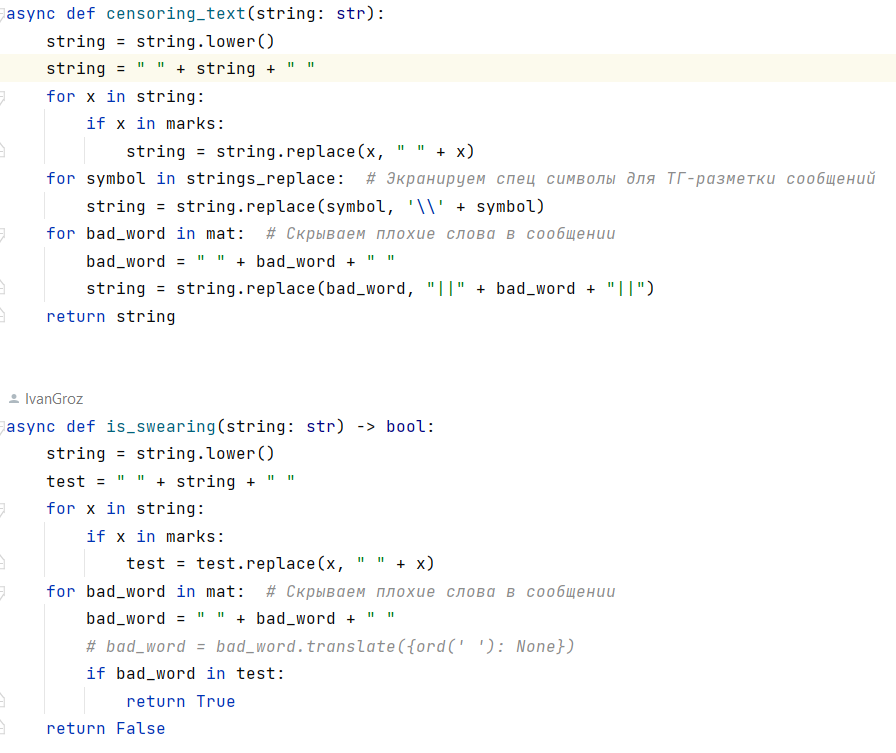 async def censoring_text(string: str):
    string = string.lower()
    string = " " + string + " "
    for x in string:
        if x in marks:
            string = string.replace(x, " " + x)
    for symbol in strings_replace:  # Экранируем спец символы для ТГ-разметки сообщений
        string = string.replace(symbol, '\\' + symbol)
    for bad_word in mat:  # Скрываем плохие слова в сообщении
        bad_word = " " + bad_word + " "
        string = string.replace(bad_word, "||" + bad_word + "||")
    return string
IvanGroz
async def is_swearing(string: str) -> bool:
    string = string.lower()
    test = " " + string + " "
    for x in string:
        if x in marks:
            test = test.replace(x, " " + x)
    for bad_word in mat:  # Скрываем плохие слова в сообщении
        bad_word = " " + bad_word + " "
        # bad_word = bad_word.translate({ord(' '): None})
        if bad_word in test:
            return True
    return False